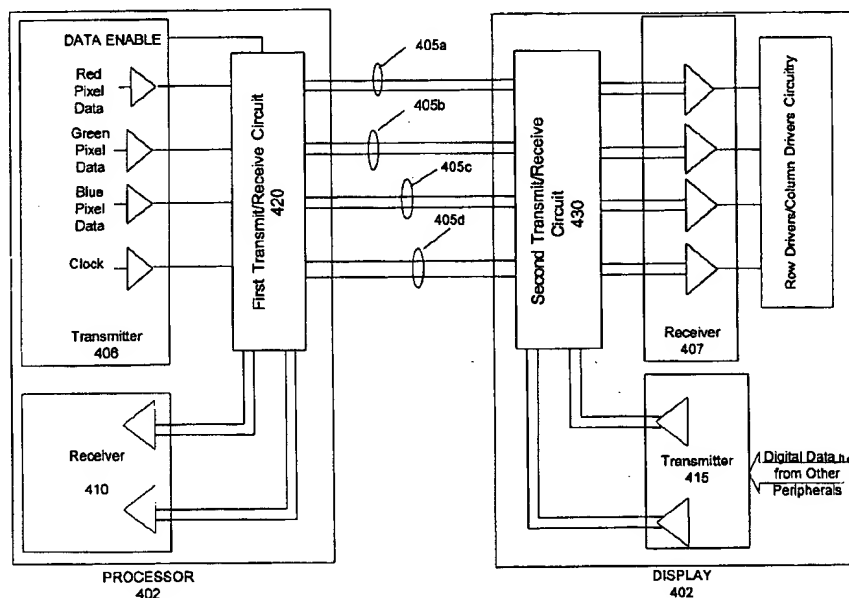 DATA ENABLE
Red
Pixel
Data
Green
Pixel
Data
Blue
Pixel
Data
Clock
Transmitter
406
First Transmit/Receive Circuit
420
Receiver
410
PROCESSOR
402
405a
405b
405c
405d
Second Transmit/Receive
Circuit
430
Receiver
407
Row Drivers/Column Drivers Circuitry
Transmitter
415
Digital Data
from Other
Peripherals
DISPLAY
402